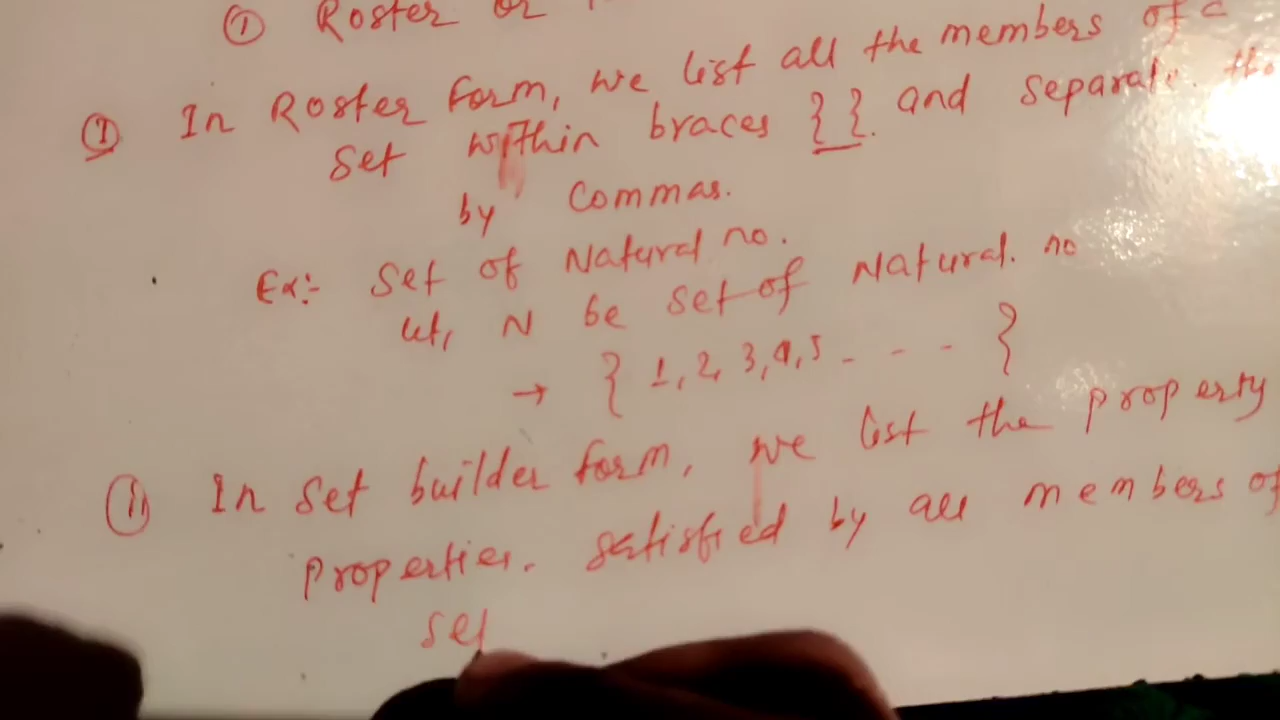 ① Roster or
① In Roster form, we list all the members of a
set within braces { }. and separate the
by commas.
Ex:- Set of Natural no.
let, N be set of Natural. no
→ { 1, 2, 3, 4, 5 - - - - }
(ii) In Set builder form, we list the property
properties. satisfied by all members of
set